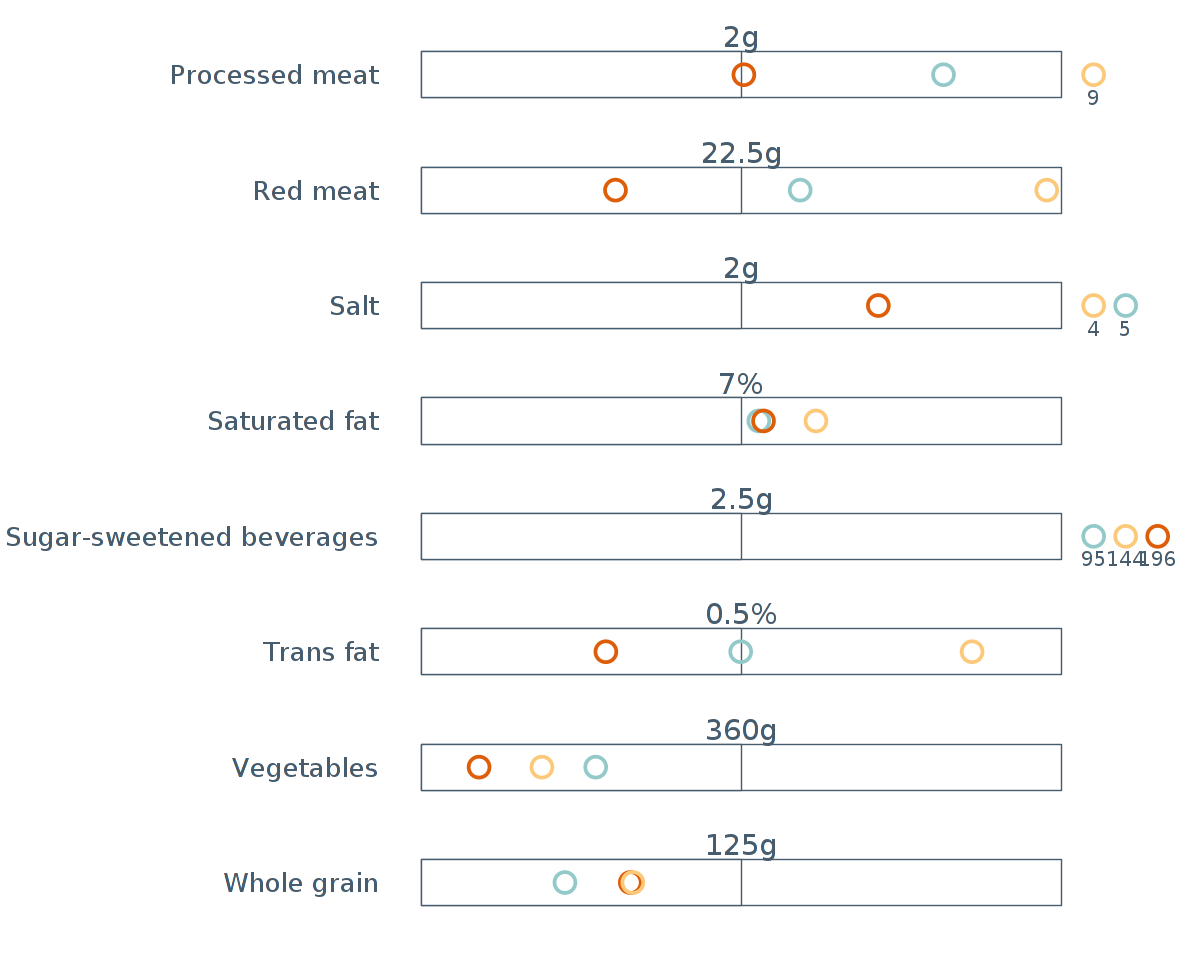 2g
Processed meat
9
22.5g
Red meat
2g
Salt
4 5
7%
Saturated fat
2.5g
Sugar-sweetened beverages
95 144 196
0.5%
Trans fat
360g
Vegetables
125g
Whole grain